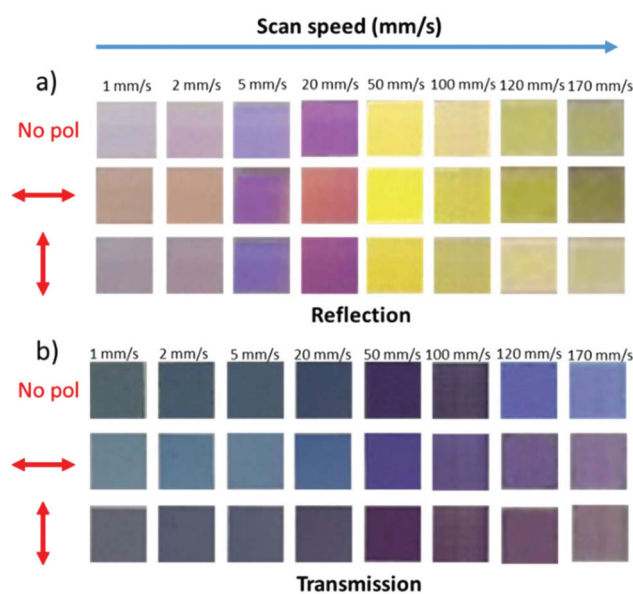 Scan speed (mm/s)
a)
1 mm/s 2 mm/s 5 mm/s 20 mm/s 50 mm/s 100 mm/s 120 mm/s 170 mm/s
No pol
Reflection
b)
1 mm/s 2 mm/s 5 mm/s 20 mm/s 50 mm/s 100 mm/s 120 mm/s 170 mm/s
No pol
Transmission